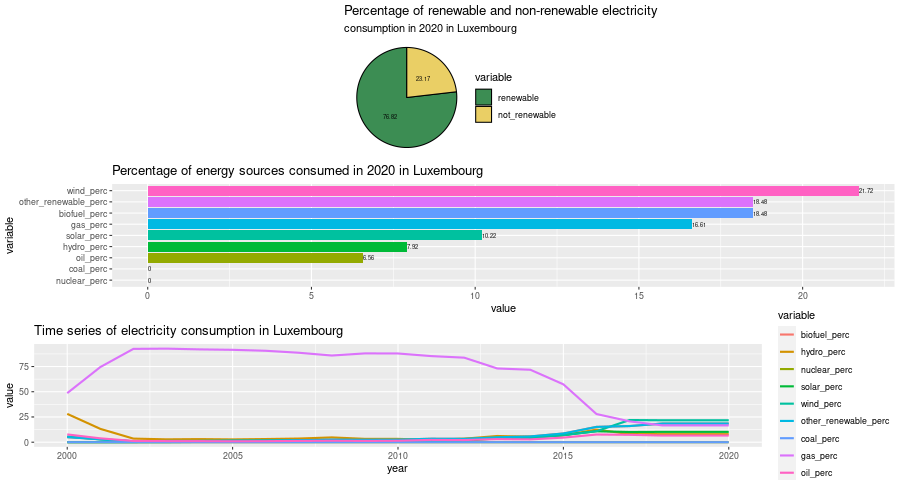 Percentage of renewable and non-renewable electricity
consumption in 2020 in Luxembourg
23.17
76.82
variable
renewable
not_renewable
Percentage of energy sources consumed in 2020 in Luxembourg
variable
wind_perc
21.72
other_renewable_perc
18.48
biofuel_perc
18.48
gas_perc
16.61
solar_perc
10.22
hydro_perc
7.92
oil_perc
6.56
coal_perc
0
nuclear_perc
0
0 5 10 15 20
value
Time series of electricity consumption in Luxembourg
value
75
50
25
0
2000 2005 2010 2015 2020
year
variable
biofuel_perc
hydro_perc
nuclear_perc
solar_perc
wind_perc
other_renewable_perc
coal_perc
gas_perc
oil_perc